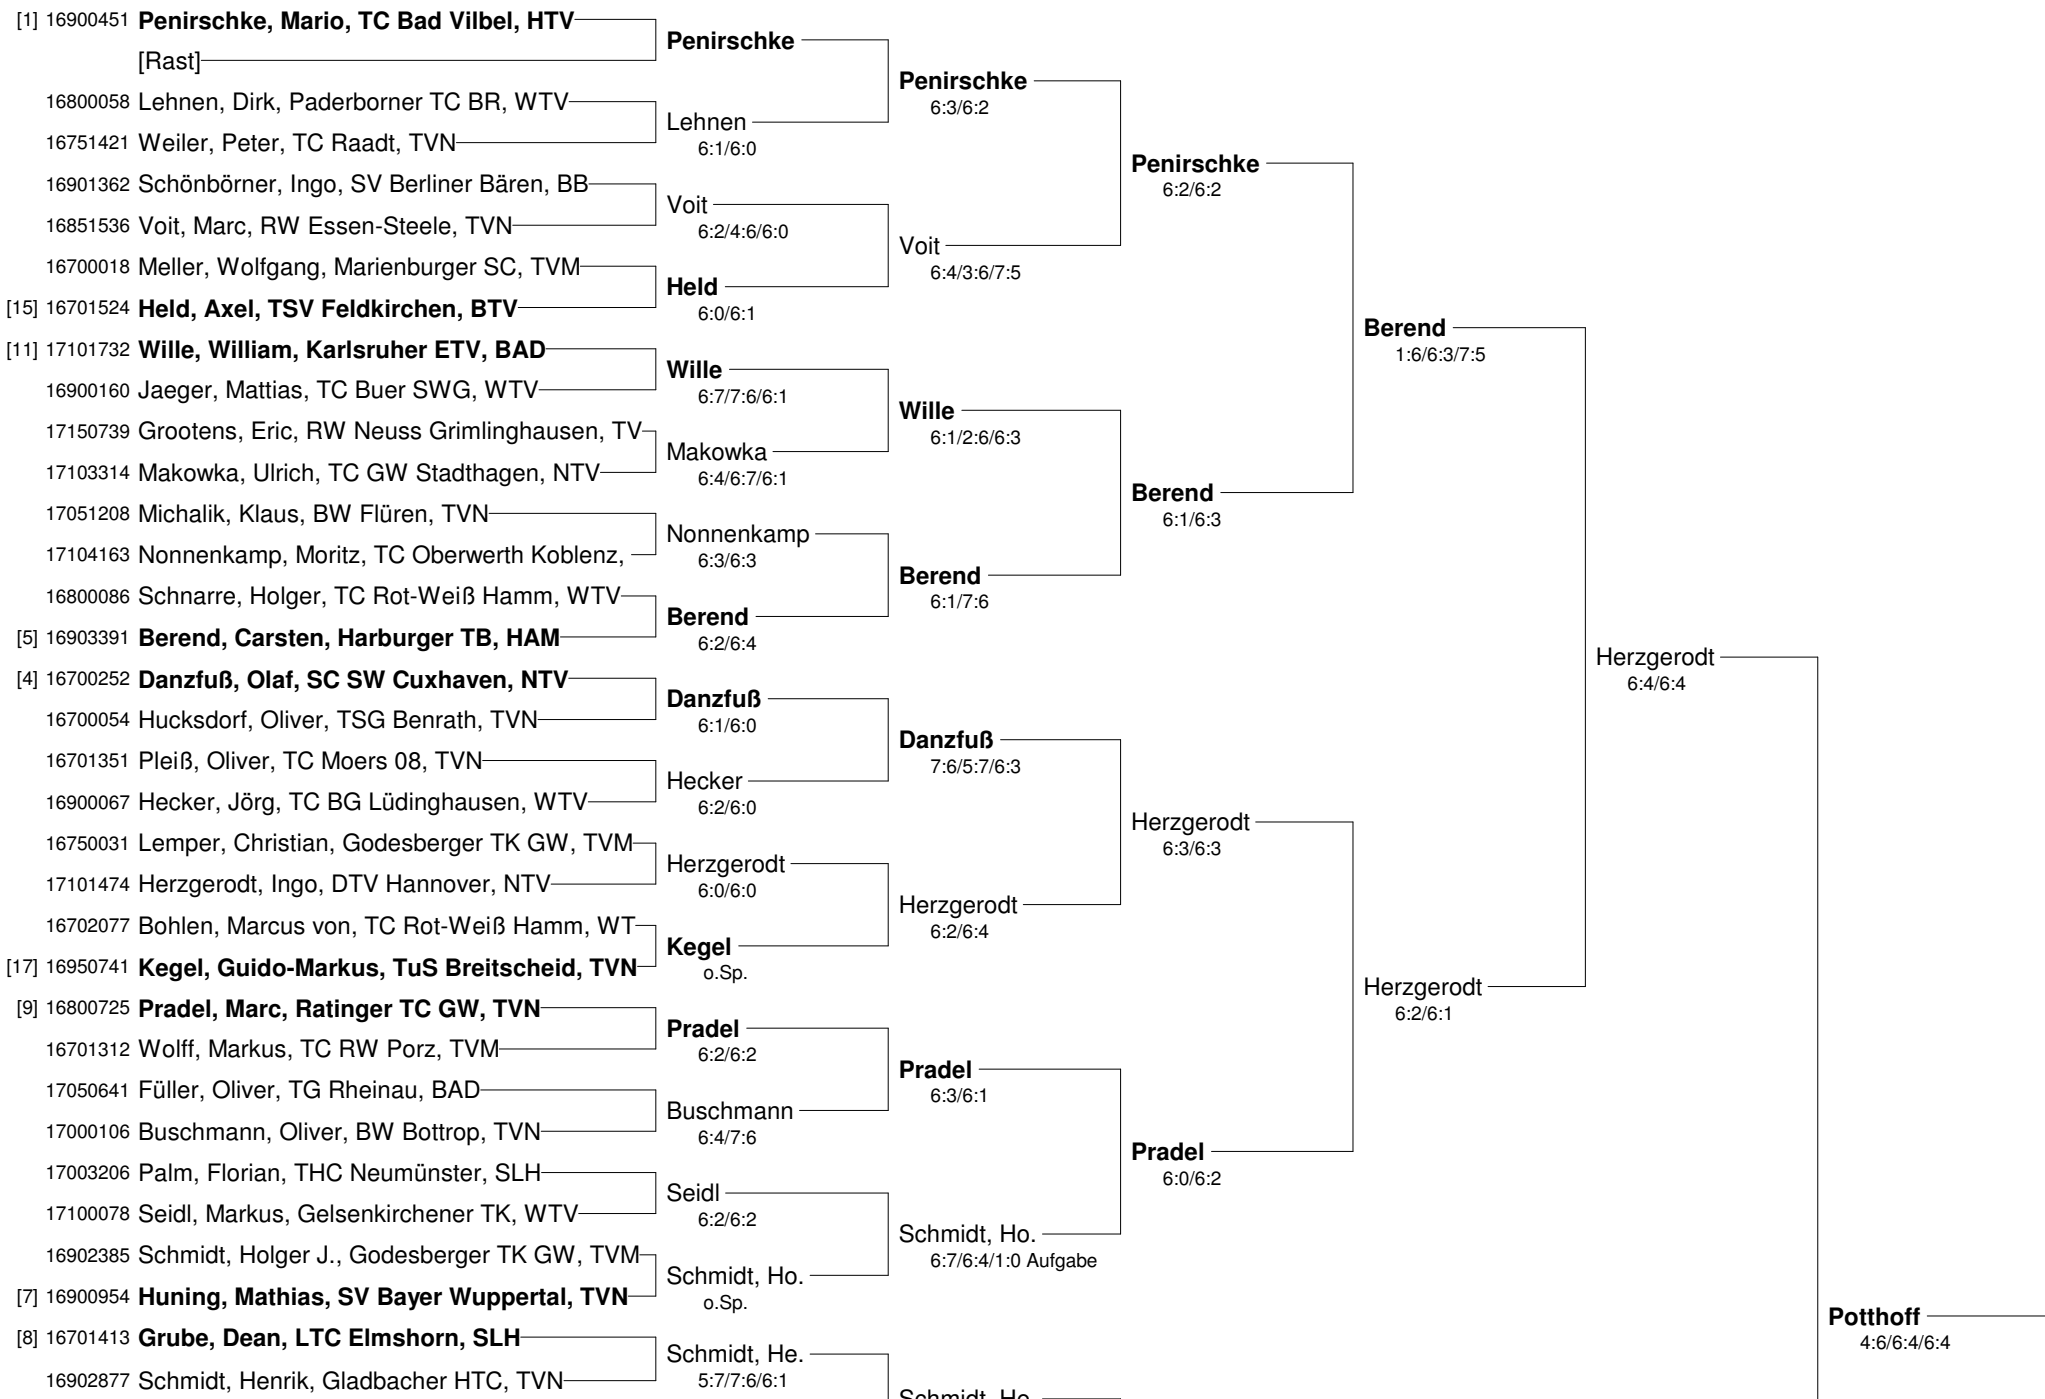 [1] 16900451 Penirschke, Mario, TC Bad Vilbel, HTV
[Rast]
16800058 Lehnen, Dirk, Paderborner TC BR, WTV
16751421 Weiler, Peter, TC Raadt, TVN
16901362 Schönbörner, Ingo, SV Berliner Bären, BB
16851536 Voit, Marc, RW Essen-Steele, TVN
16700018 Meller, Wolfgang, Marienburger SC, TVM
[15] 16701524 Held, Axel, TSV Feldkirchen, BTV
[11] 17101732 Wille, William, Karlsruher ETV, BAD
16900160 Jaeger, Mattias, TC Buer SWG, WTV
17150739 Grootens, Eric, RW Neuss Grimlinghausen, TV
17103314 Makowka, Ulrich, TC GW Stadthagen, NTV
17051208 Michalik, Klaus, BW Flüren, TVN
17104163 Nonnenkamp, Moritz, TC Oberwerth Koblenz,
16800086 Schnarre, Holger, TC Rot-Weiß Hamm, WTV
[5] 16903391 Berend, Carsten, Harburger TB, HAM
[4] 16700252 Danzfuß, Olaf, SC SW Cuxhaven, NTV
16700054 Hucksdorf, Oliver, TSG Benrath, TVN
16701351 Pleiß, Oliver, TC Moers 08, TVN
16900067 Hecker, Jörg, TC BG Lüdinghausen, WTV
16750031 Lemper, Christian, Godesberger TK GW, TVM
17101474 Herzgerodt, Ingo, DTV Hannover, NTV
16702077 Bohlen, Marcus von, TC Rot-Weiß Hamm, WT
[17] 16950741 Kegel, Guido-Markus, TuS Breitscheid, TVN
[9] 16800725 Pradel, Marc, Ratinger TC GW, TVN
16701312 Wolff, Markus, TC RW Porz, TVM
17050641 Füller, Oliver, TG Rheinau, BAD
17000106 Buschmann, Oliver, BW Bottrop, TVN
17003206 Palm, Florian, THC Neumünster, SLH
17100078 Seidl, Markus, Gelsenkirchener TK, WTV
16902385 Schmidt, Holger J., Godesberger TK GW, TVM
[7] 16900954 Huning, Mathias, SV Bayer Wuppertal, TVN
[8] 16701413 Grube, Dean, LTC Elmshorn, SLH
16902877 Schmidt, Henrik, Gladbacher HTC, TVN
Penirschke
Lehnen
6:1/6:0
Voit
6:2/4:6/6:0
Held
6:0/6:1
Wille
6:7/7:6/6:1
Makowka
6:4/6:7/6:1
Nonnenkamp
6:3/6:3
Berend
6:2/6:4
Danzfuß
6:1/6:0
Hecker
6:2/6:0
Herzgerodt
6:0/6:0
Kegel
o.Sp.
Pradel
6:2/6:2
Buschmann
6:4/7:6
Seidl
6:2/6:2
Schmidt, Ho.
o.Sp.
Schmidt, He.
5:7/7:6/6:1
Penirschke
6:3/6:2
Voit
6:4/3:6/7:5
Wille
6:1/2:6/6:3
Berend
6:1/7:6
Danzfuß
7:6/5:7/6:3
Herzgerodt
6:2/6:4
Pradel
6:3/6:1
Schmidt, Ho.
6:7/6:4/1:0 Aufgabe
Penirschke
6:2/6:2
Berend
6:1/6:3
Herzgerodt
6:3/6:3
Pradel
6:0/6:2
Berend
1:6/6:3/7:5
Herzgerodt
6:2/6:1
Herzgerodt
6:4/6:4
Potthoff
4:6/6:4/6:4